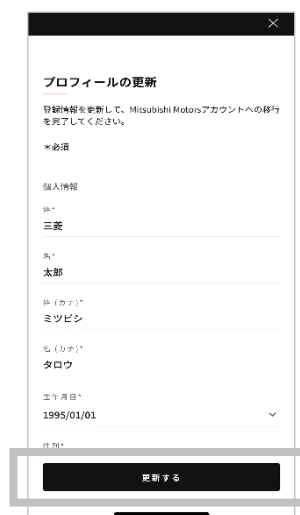 プロフィールの更新
登録情報を更新して、Mitsubishi Motorsアカウントへの移行
を完了してください。
＊必須
個人情報
姓*
三菱
名*
太郎
姓 (カナ)*
ミツビシ
名 (カナ)*
タロウ
生年月日*
1995/01/01
性別*
更新する